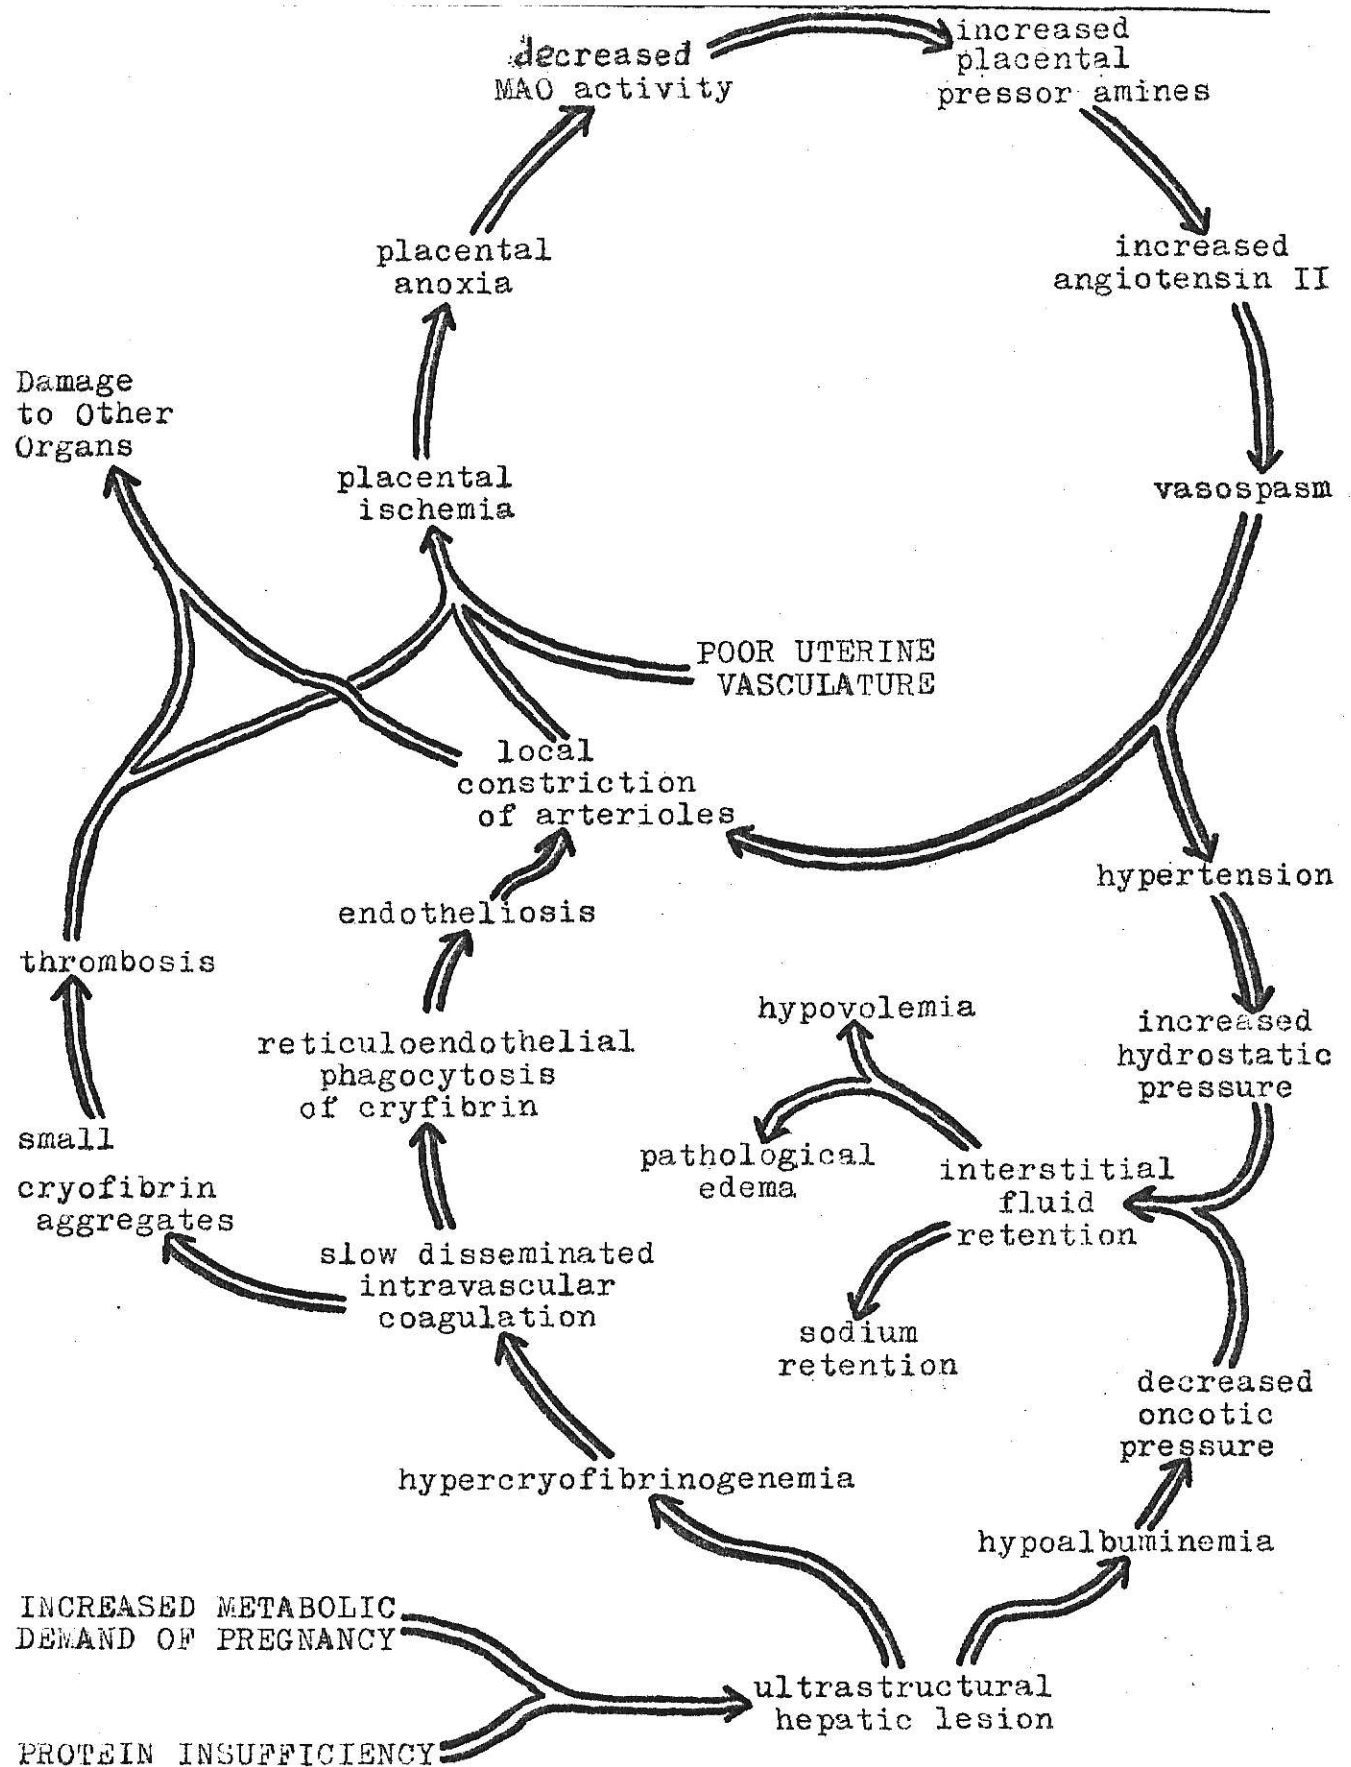 decreased
MAO activity
increased
placental
pressor amines
placental
anoxia
increased
angiotensin II
Damage
to Other
Organs
placental
ischemia
vasospasm
POOR UTERINE
VASCULATURE
local
constriction
of arterioles
hypertension
endotheliosis
thrombosis
hypovolemia
increased
hydrostatic
pressure
reticuloendothelial
phagocytosis
of cryfibrin
small
cryofibrin
aggregates
pathological
edema
interstitial
fluid
retention
slow disseminated
intravascular
coagulation
sodium
retention
decreased
oncotic
pressure
hypercryofibrinogenemia
hypoalbuminemia
INCREASED METABOLIC
DEMAND OF PREGNANCY
ultrastructural
hepatic lesion
PROTEIN INSUFFICIENCY